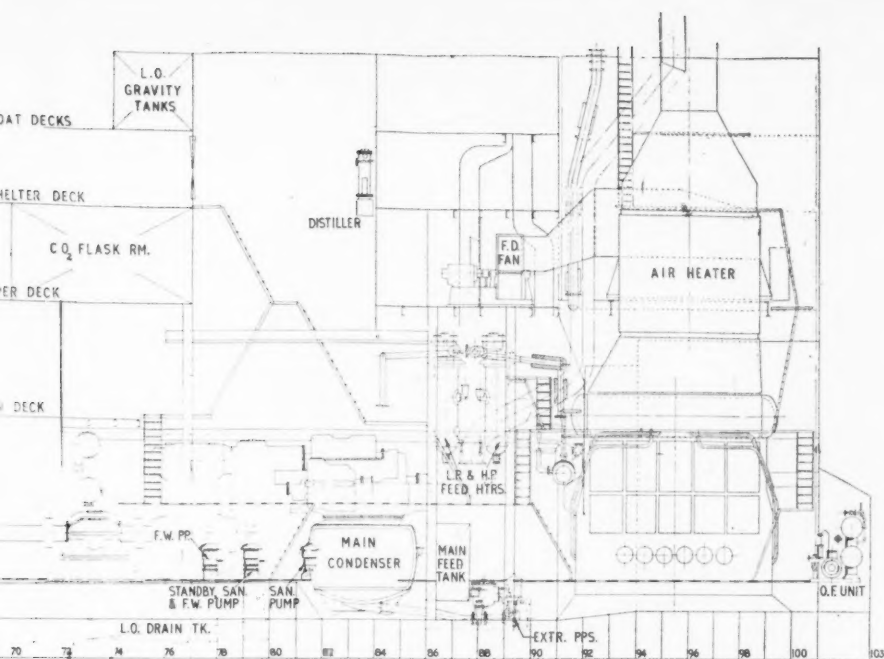 L.O.
GRAVITY
TANKS
OAT DECKS
DISTILLER
HELTER DECK
CO₂ FLASK RM.
F.D.
FAN
AIR HEATER
PER DECK
DECK
L.P. & H.P.
FEED HTRS.
F.W. PP.
MAIN
CONDENSER
MAIN
FEED
TANK
STANDBY SAN.
& F.W. PUMP
SAN.
PUMP
O.F. UNIT
L.O. DRAIN TK.
EXTR. PPS.
70 72 74 76 78 80 82 84 86 88 90 92 94 96 98 100 103